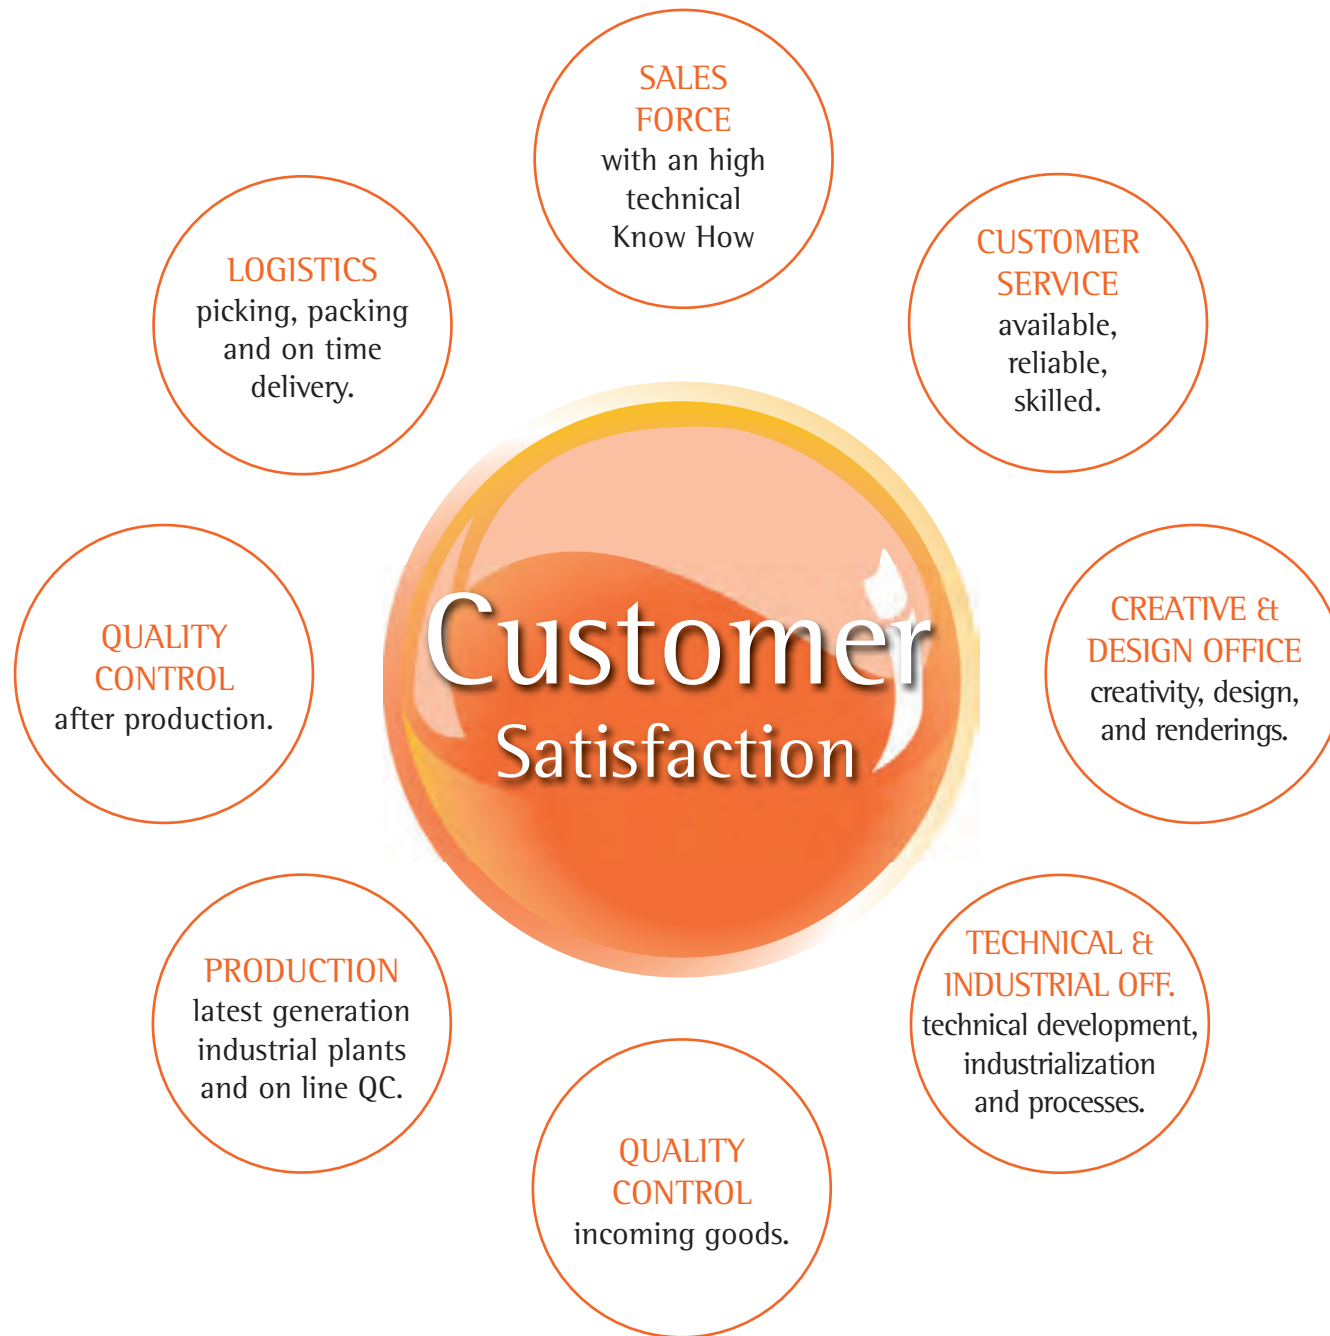 SALES
FORCE
with an high
technical
Know How
CUSTOMER
SERVICE
available,
reliable,
skilled.
CREATIVE &
DESIGN OFFICE
creativity, design,
and renderings.
TECHNICAL &
INDUSTRIAL OFF.
technical development,
industrialization
and processes.
QUALITY
CONTROL
incoming goods.
PRODUCTION
latest generation
industrial plants
and on line QC.
QUALITY
CONTROL
after production.
LOGISTICS
picking, packing
and on time
delivery.
Customer
Satisfaction